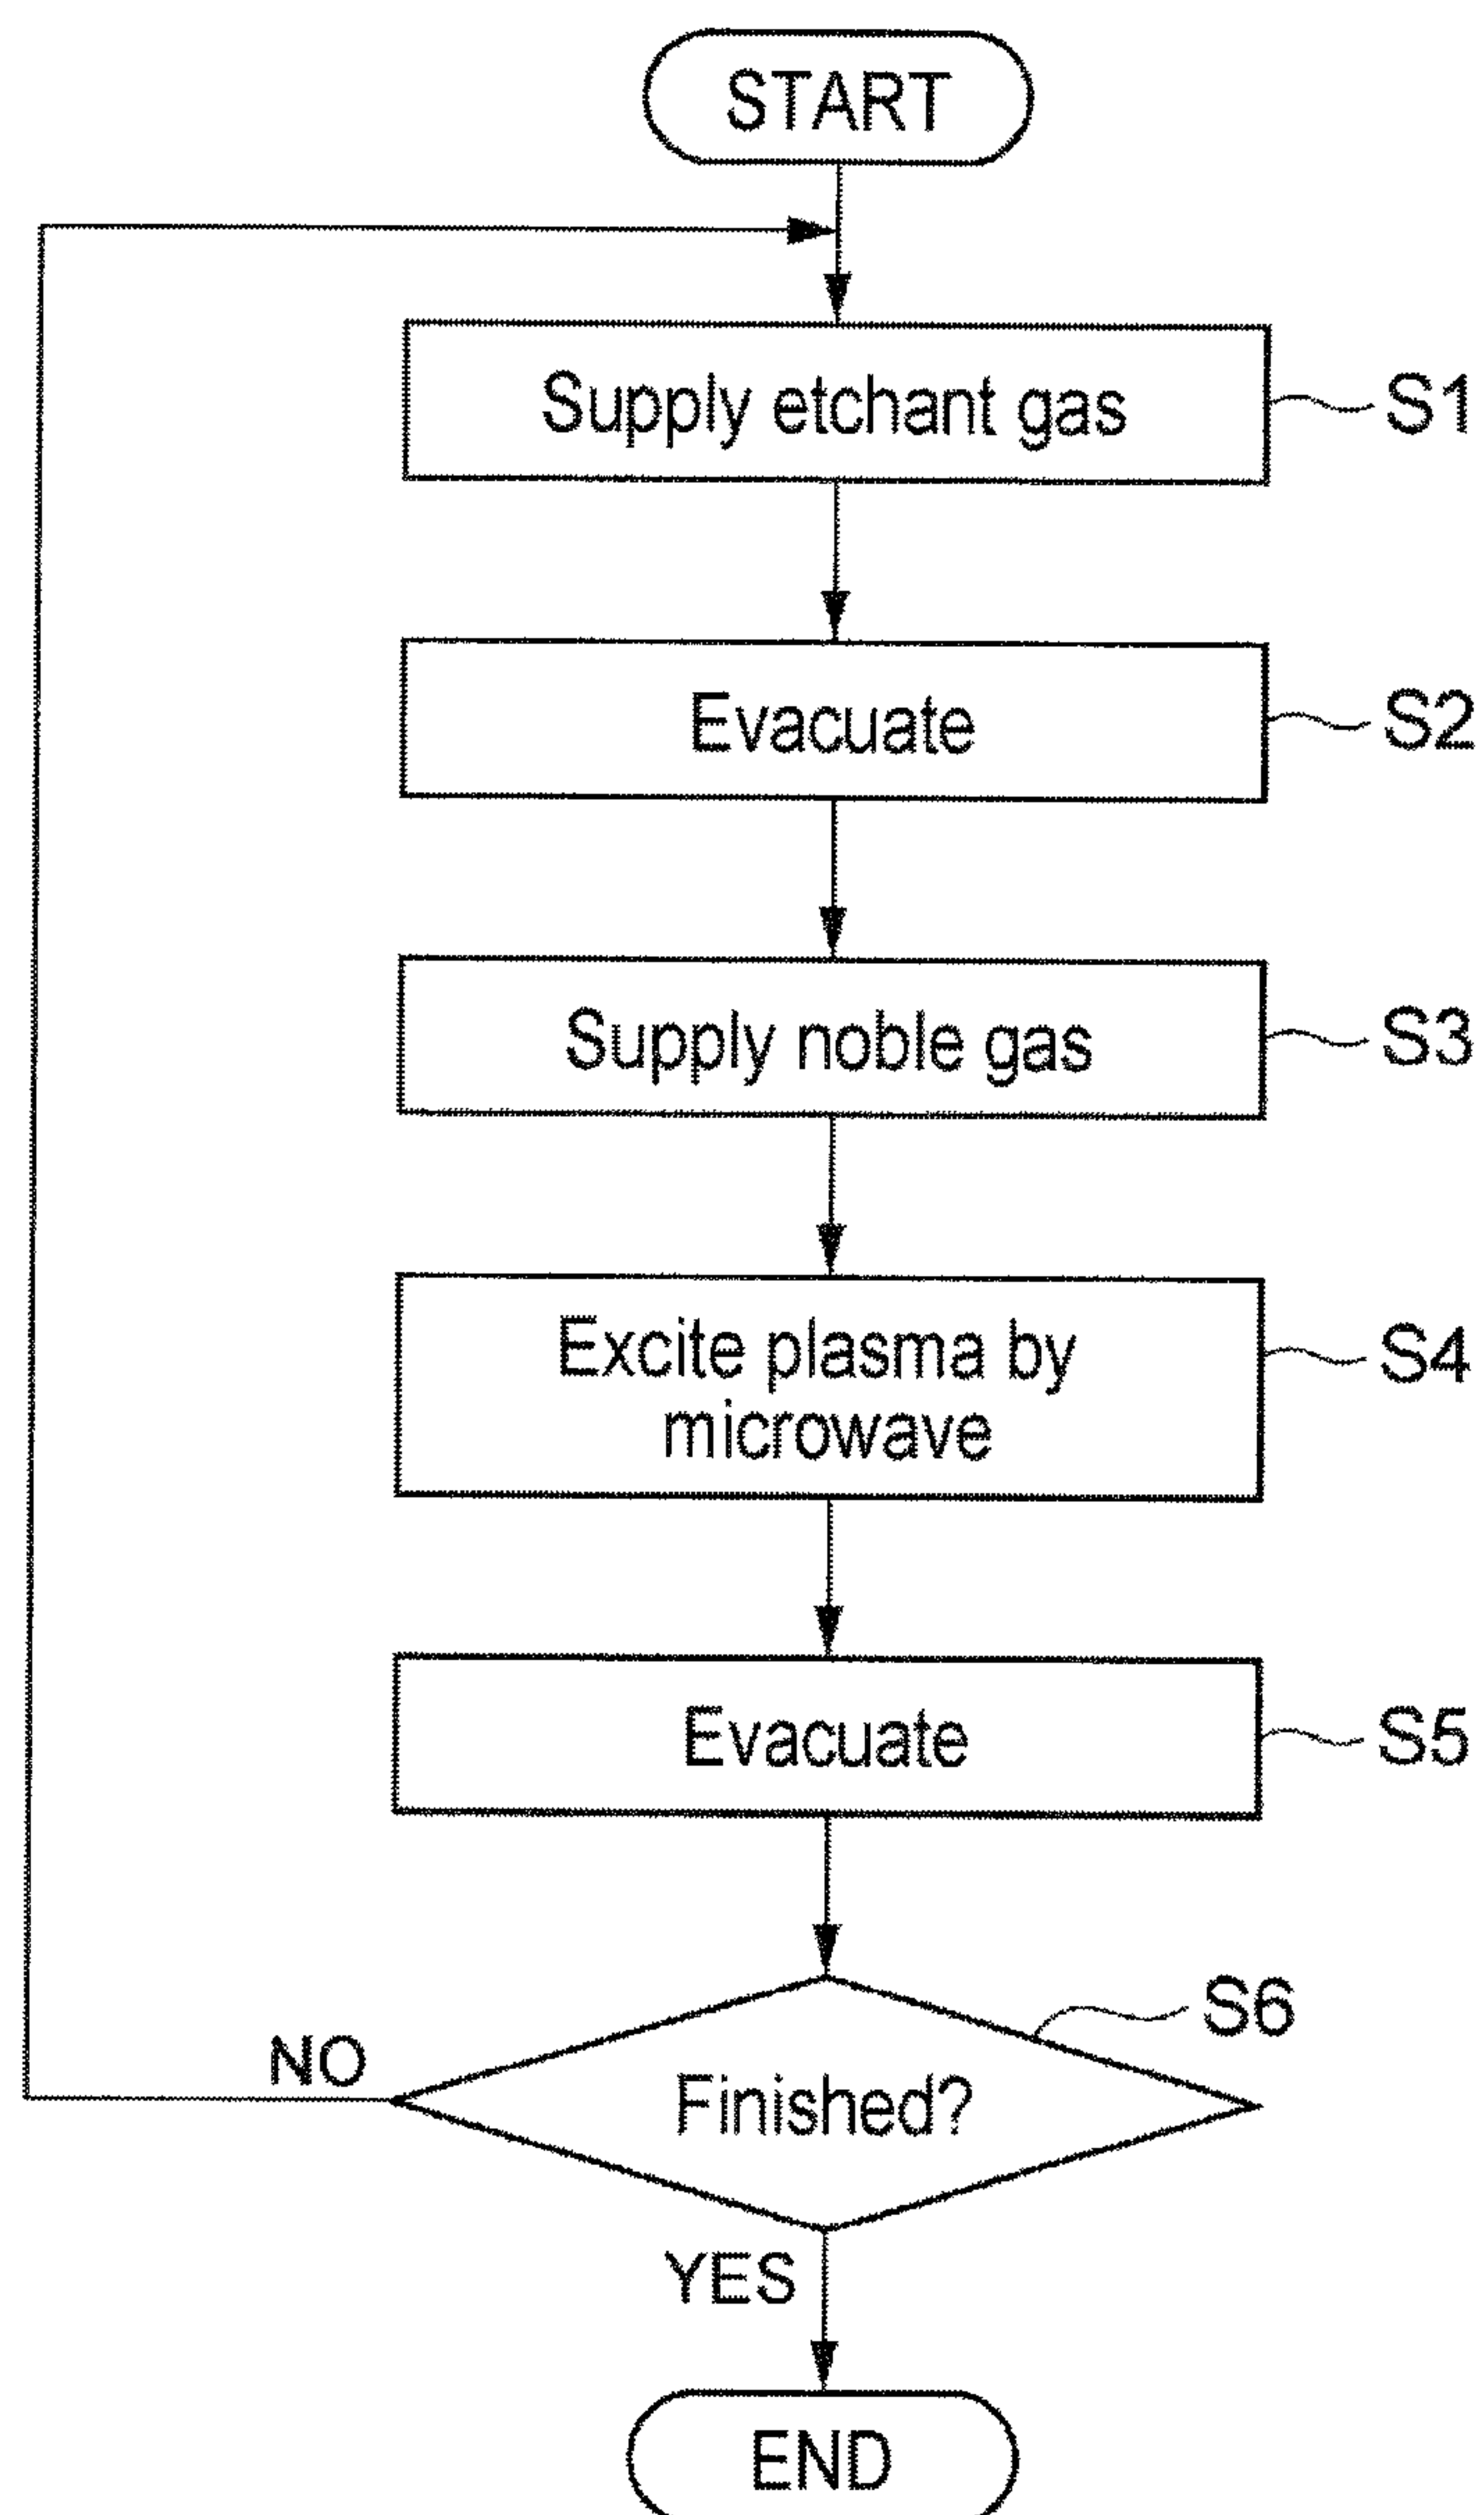 START
Supply etchant gas
S1
Evacuate
S2
Supply noble gas
S3
Excite plasma by
microwave
S4
Evacuate
S5
S6
NO
Finished?
YES
END